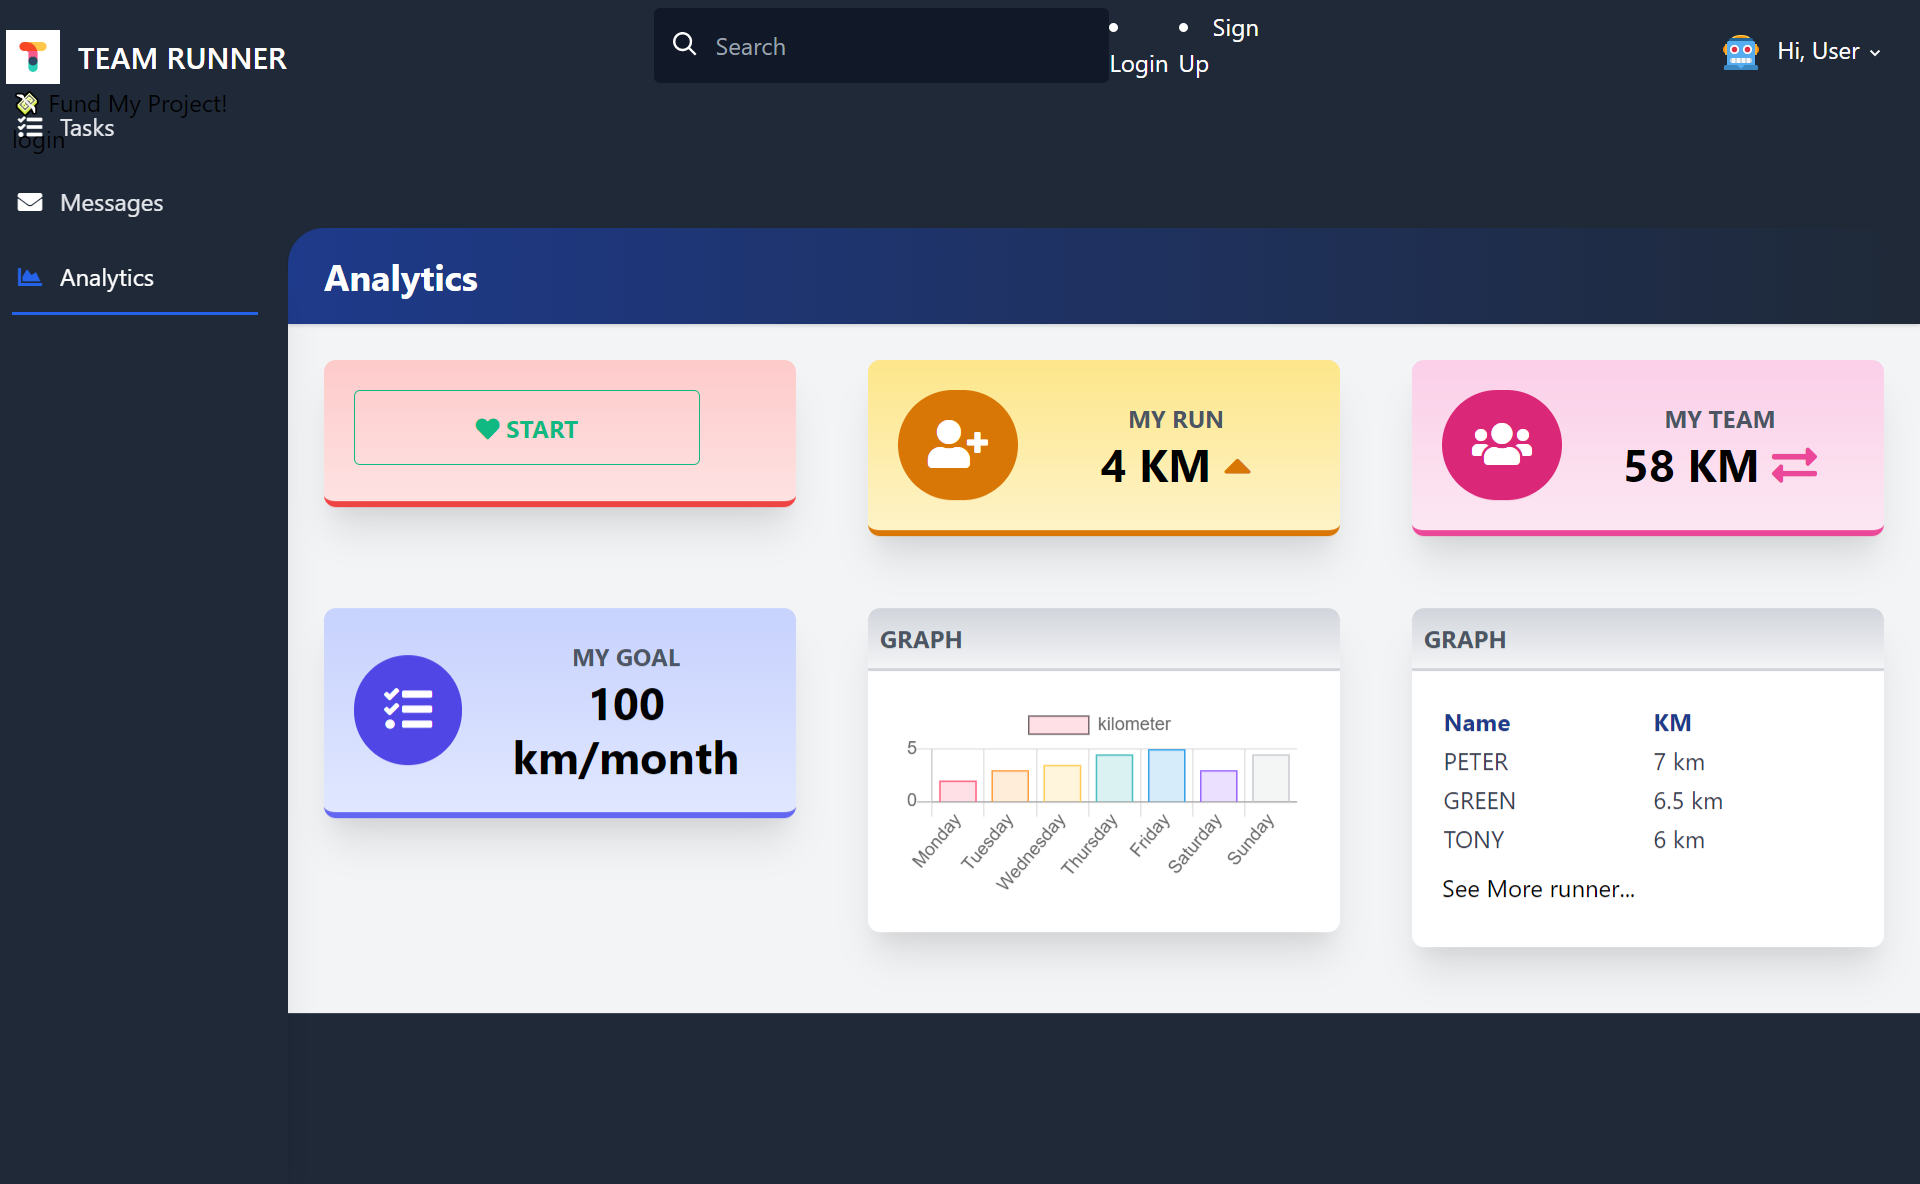 TEAM RUNNER
Search
Login
Sign Up
Hi, User
Fund My Project!
login
Tasks
Messages
Analytics
Analytics
START
MY RUN
4 KM
MY TEAM
58 KM
MY GOAL
100
km/month
GRAPH
kilometer
5
0
Monday
Tuesday
Wednesday
Thursday
Friday
Saturday
Sunday
GRAPH
Name KM
PETER 7 km
GREEN 6.5 km
TONY 6 km
See More runner...